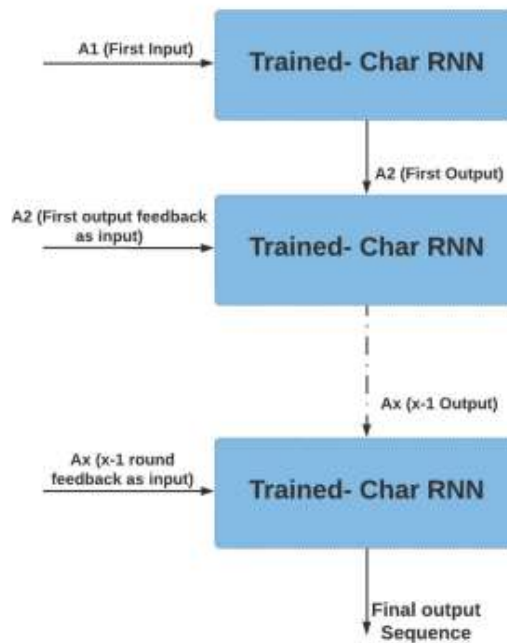 A1 (First Input)
Trained- Char RNN
A2 (First Output)
A2 (First output feedback
as input)
Trained- Char RNN
Ax (x-1 Output)
Ax (x-1 round
feedback as input)
Trained- Char RNN
Final output
Sequence